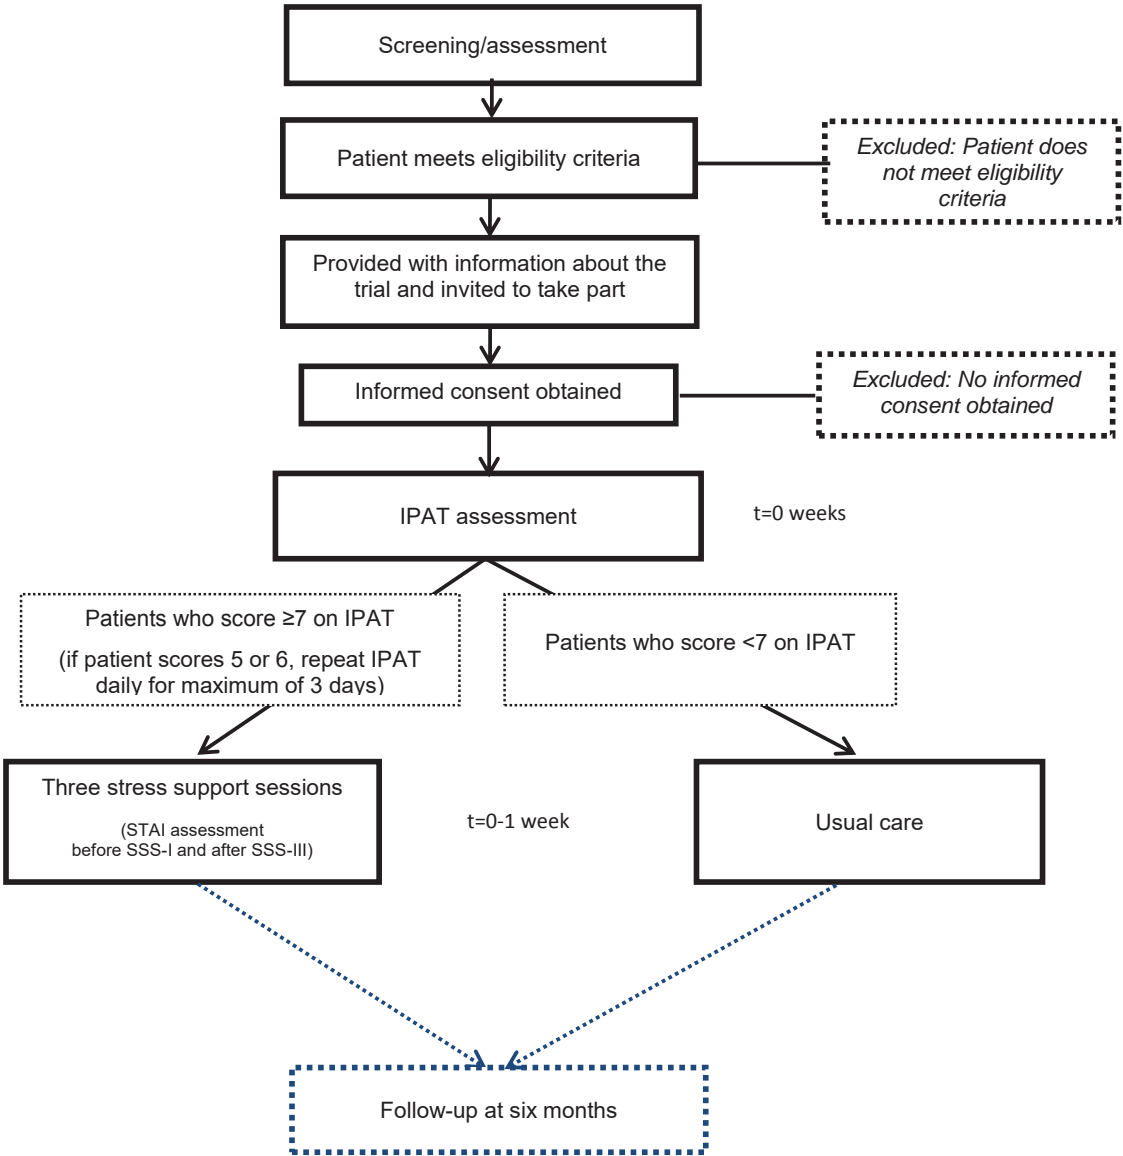 Screening/assessment
Patient meets eligibility criteria
Excluded: Patient does
not meet eligibility
criteria
Provided with information about the
trial and invited to take part
Informed consent obtained
Excluded: No informed
consent obtained
IPAT assessment
t=0 weeks
Patients who score ≥7 on IPAT
(if patient scores 5 or 6, repeat IPAT
daily for maximum of 3 days)
Patients who score <7 on IPAT
Three stress support sessions
(STAI assessment
before SSS-I and after SSS-III)
t=0-1 week
Usual care
Follow-up at six months